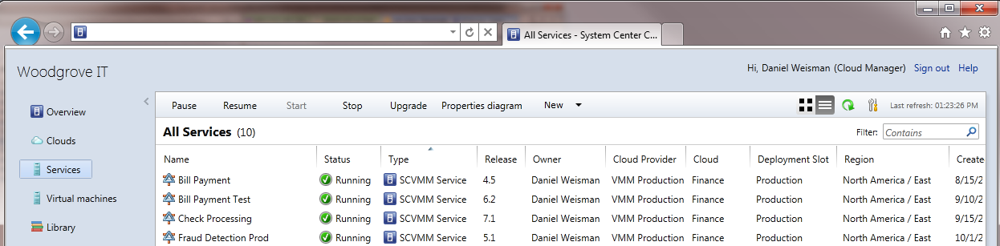 All Services - System Center C...
Woodgrove IT
Hi, Daniel Weisman (Cloud Manager) Sign out Help
Overview
Clouds
Services
Virtual machines
Library
Pause Resume Start Stop Upgrade Properties diagram New Last refresh: 01:23:26 PM
All Services (10) Filter: Contains
Name Status Type Release Owner Cloud Provider Cloud Deployment Slot Region Create
Bill Payment Running SCVMM Service 4.5 Daniel Weisman VMM Production Finance Production North America / East 8/15/2
Bill Payment Test Running SCVMM Service 6.2 Daniel Weisman VMM Production Finance Production North America / East 9/10/2
Check Processing Running SCVMM Service 7.1 Daniel Weisman VMM Production Finance Production North America / East 9/15/2
Fraud Detection Prod Running SCVMM Service 5.1 Daniel Weisman VMM Production Finance Production North America / East 10/1/2